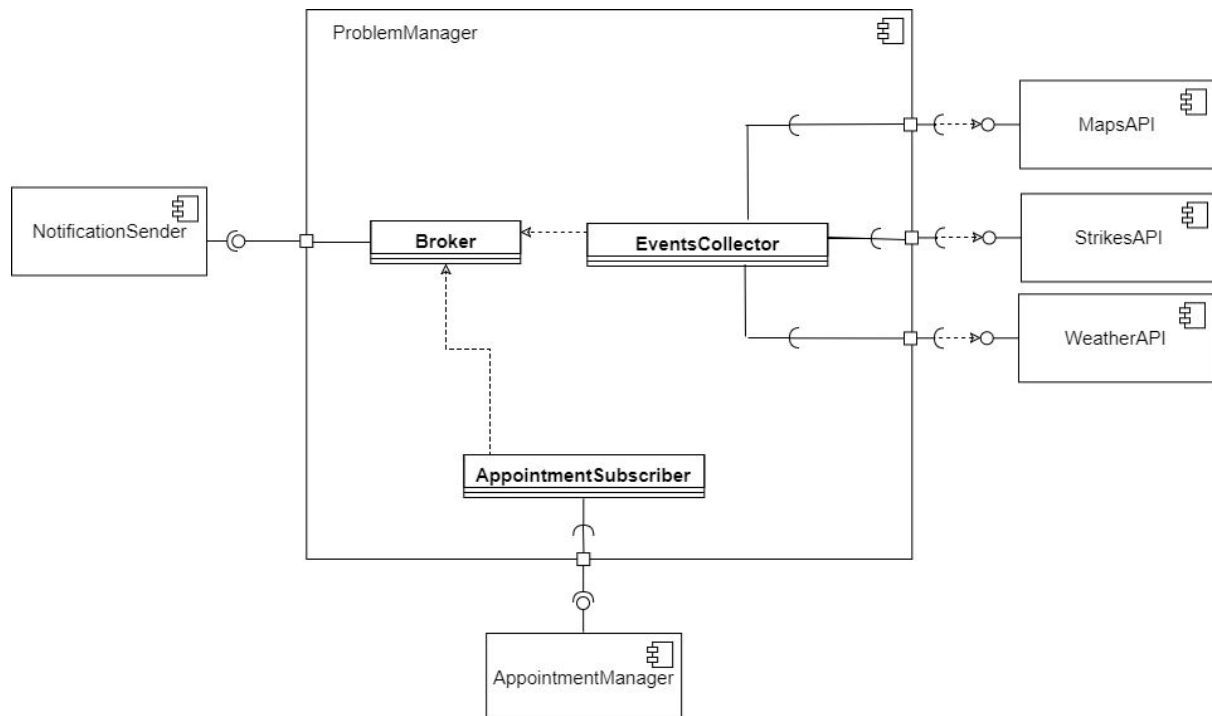 ProblemManager
MapsAPI
NotificationSender
Broker
EventsCollector
StrikesAPI
WeatherAPI
AppointmentSubscriber
AppointmentManager